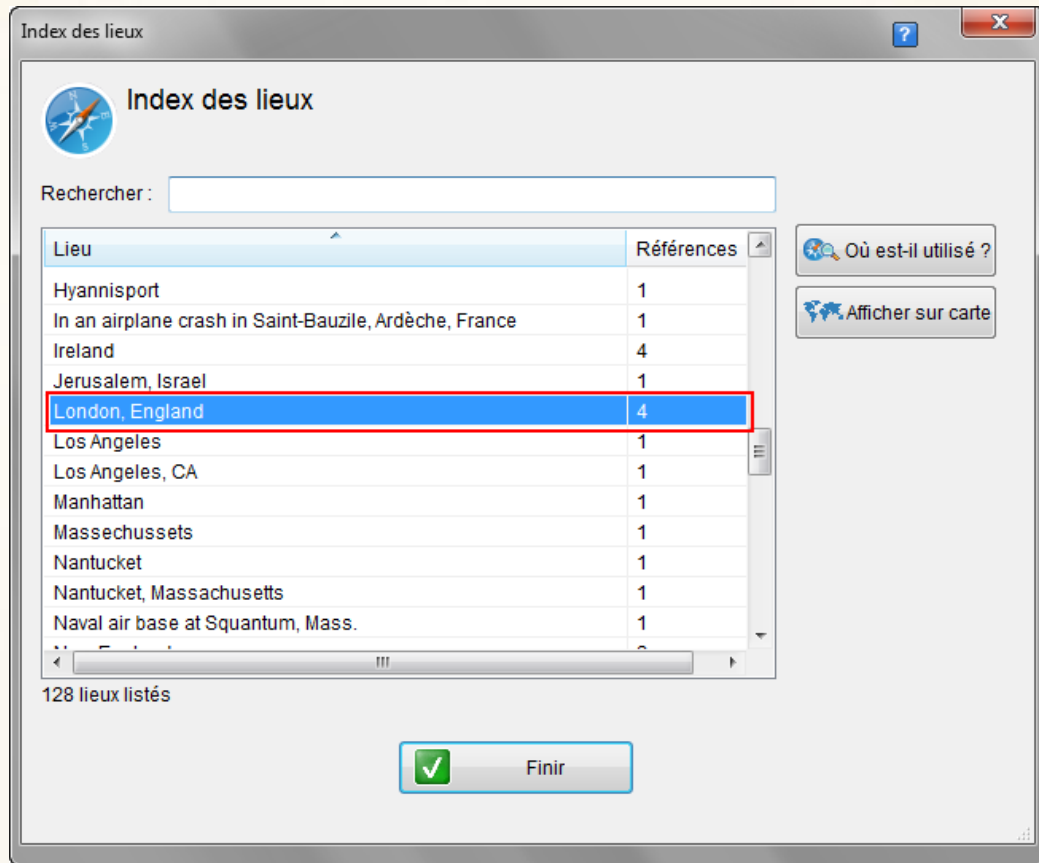 Index des lieux
Index des lieux
Rechercher :
Lieu Références
Où est-il utilisé ?
Afficher sur carte
Hyannisport 1
In an airplane crash in Saint-Bauzile, Ardèche, France 1
Ireland 4
Jerusalem, Israel 1
London, England 4
Los Angeles 1
Los Angeles, CA 1
Manhattan 1
Massechussets 1
Nantucket 1
Nantucket, Massachusetts 1
Naval air base at Squantum, Mass. 1
128 lieux listés
Finir